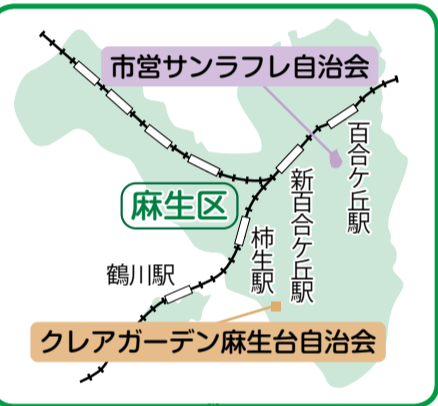 市営サンラフレ自治会
百合ケ丘駅
新百合ケ丘駅
麻生区
柿生駅
鶴川駅
クレアガーデン麻生台自治会